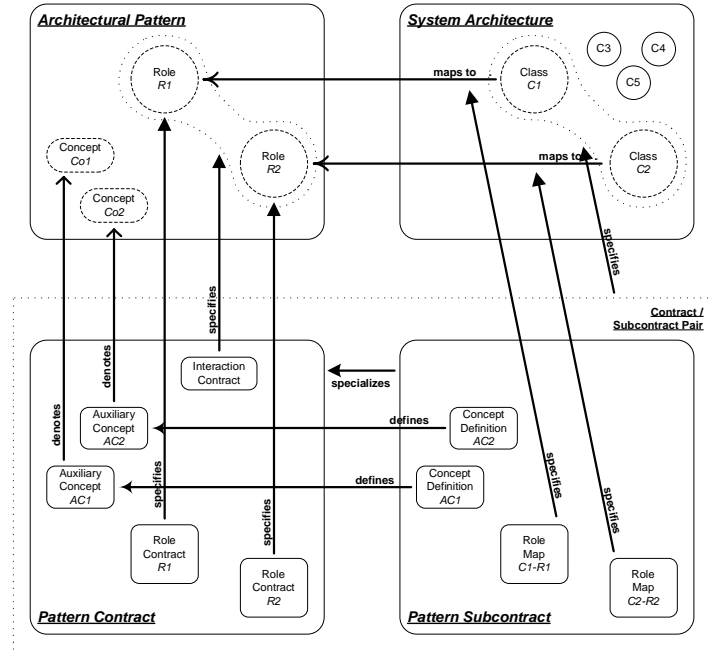 Architectural Pattern
System Architecture
Role
R1
maps to
Class
C1
C3
C4
C5
Concept
Co1
Role
R2
maps to
Class
C2
Concept
Co2
specifies
specifies
Contract /
Subcontract Pair
Interaction
Contract
specializes
denotes
denotes
Auxiliary
Concept
AC2
defines
Concept
Definition
AC2
Auxiliary
Concept
AC1
defines
Concept
Definition
AC1
specifies
specifies
specifies
specifies
Role
Contract
R1
Role
Contract
R2
Role
Map
C1-R1
Role
Map
C2-R2
Pattern Contract
Pattern Subcontract